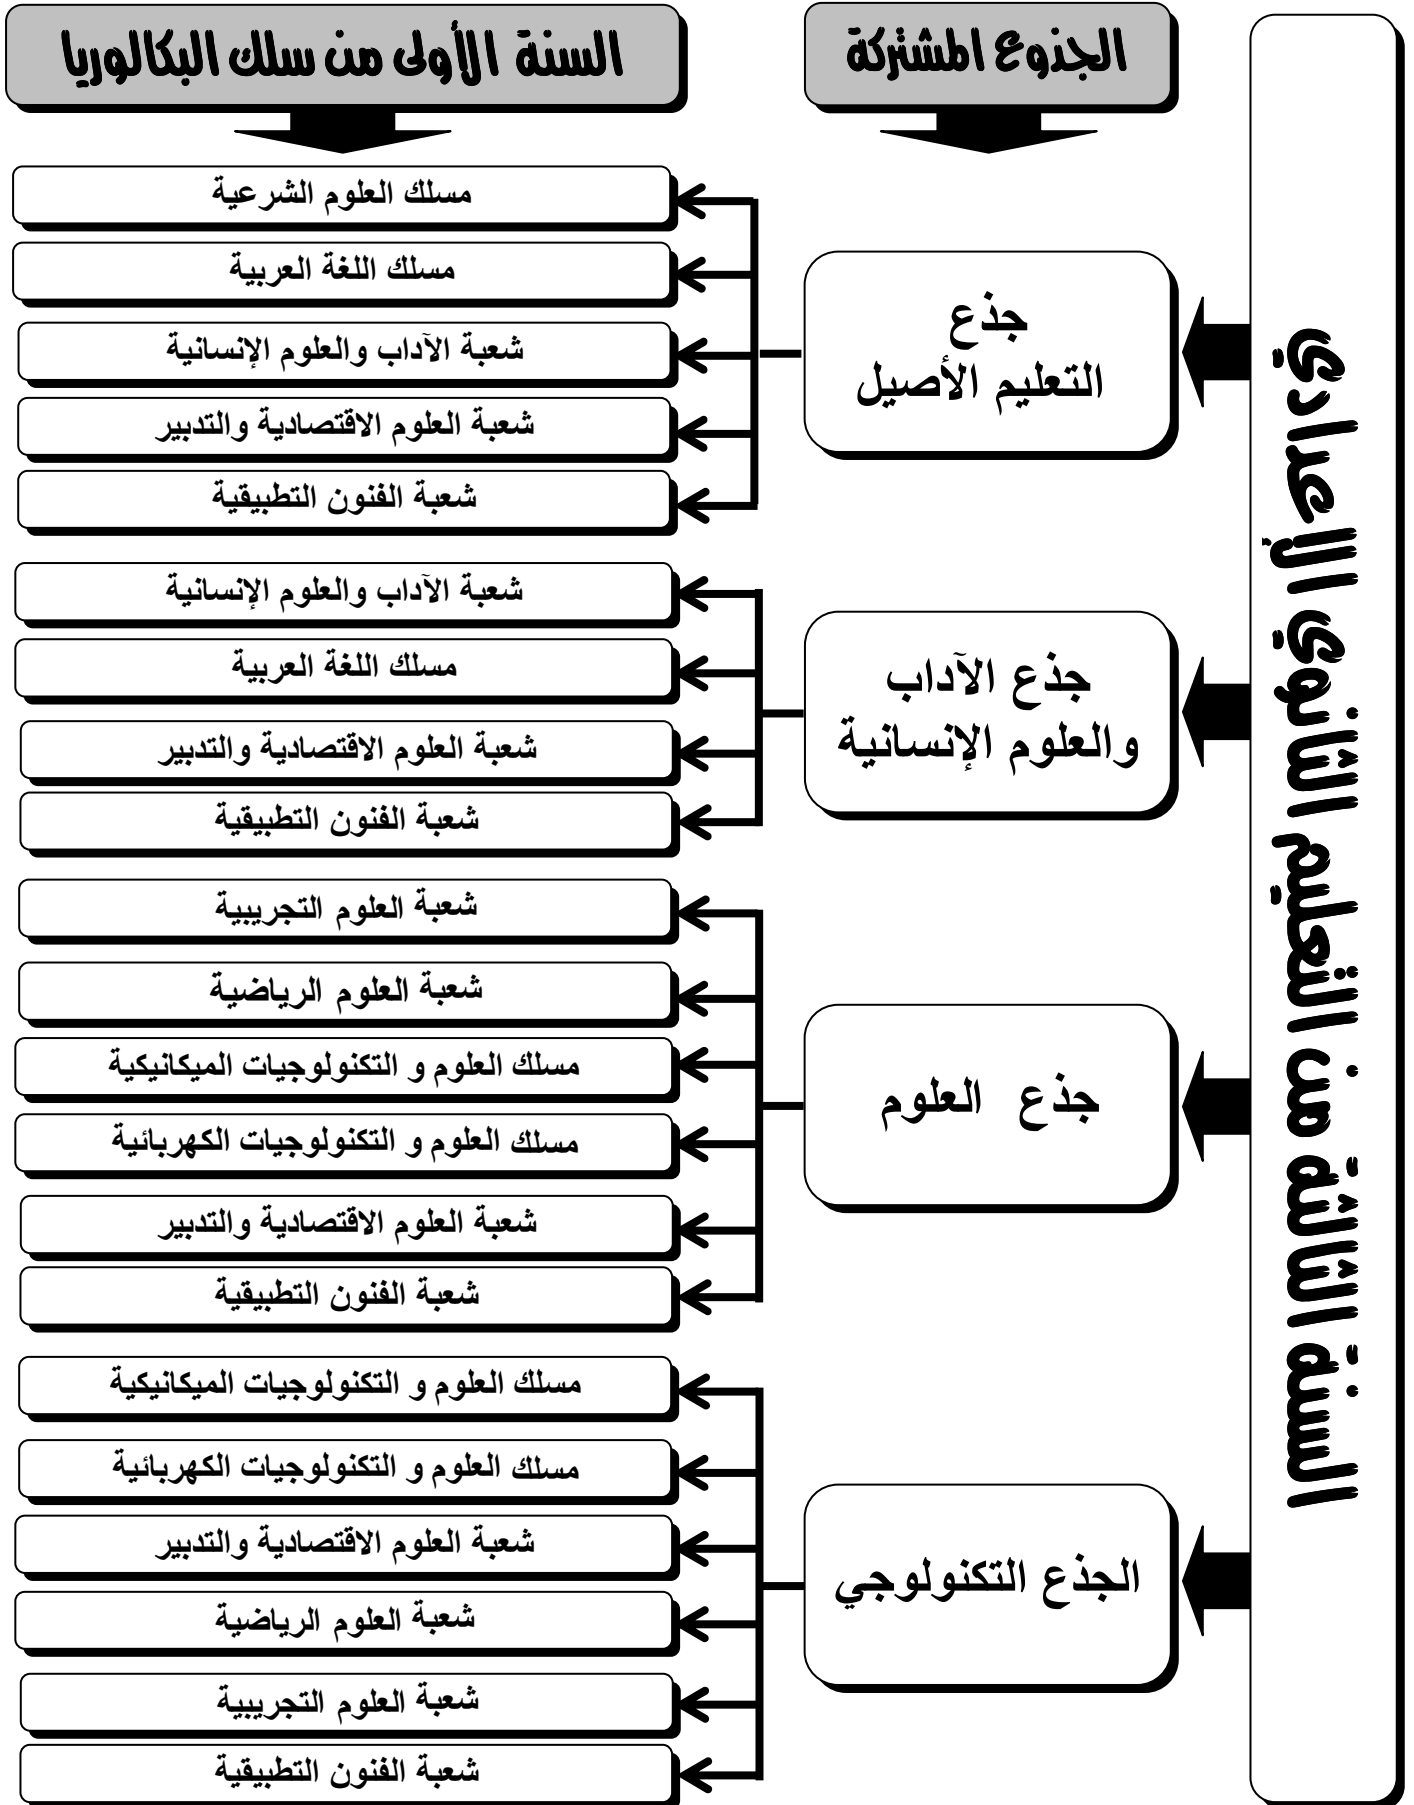 السنة الثالثة من التعليم الثانوي الإعدادي
الجذوع المشتركة
السنة الأولى من سلك البكالوريا
جذع
التعليم الأصيل
مسلك العلوم الشرعية
مسلك اللغة العربية
شعبة الآداب والعلوم الإنسانية
شعبة العلوم الاقتصادية والتدبير
شعبة الفنون التطبيقية
جذع الآداب
والعلوم الإنسانية
شعبة الآداب والعلوم الإنسانية
مسلك اللغة العربية
شعبة العلوم الاقتصادية والتدبير
شعبة الفنون التطبيقية
جذع العلوم
شعبة العلوم التجريبية
شعبة العلوم الرياضية
مسلك العلوم و التكنولوجيات الميكانيكية
مسلك العلوم و التكنولوجيات الكهربائية
شعبة العلوم الاقتصادية والتدبير
شعبة الفنون التطبيقية
الجذع التكنولوجي
مسلك العلوم و التكنولوجيات الميكانيكية
مسلك العلوم و التكنولوجيات الكهربائية
شعبة العلوم الاقتصادية والتدبير
شعبة العلوم الرياضية
شعبة العلوم التجريبية
شعبة الفنون التطبيقية